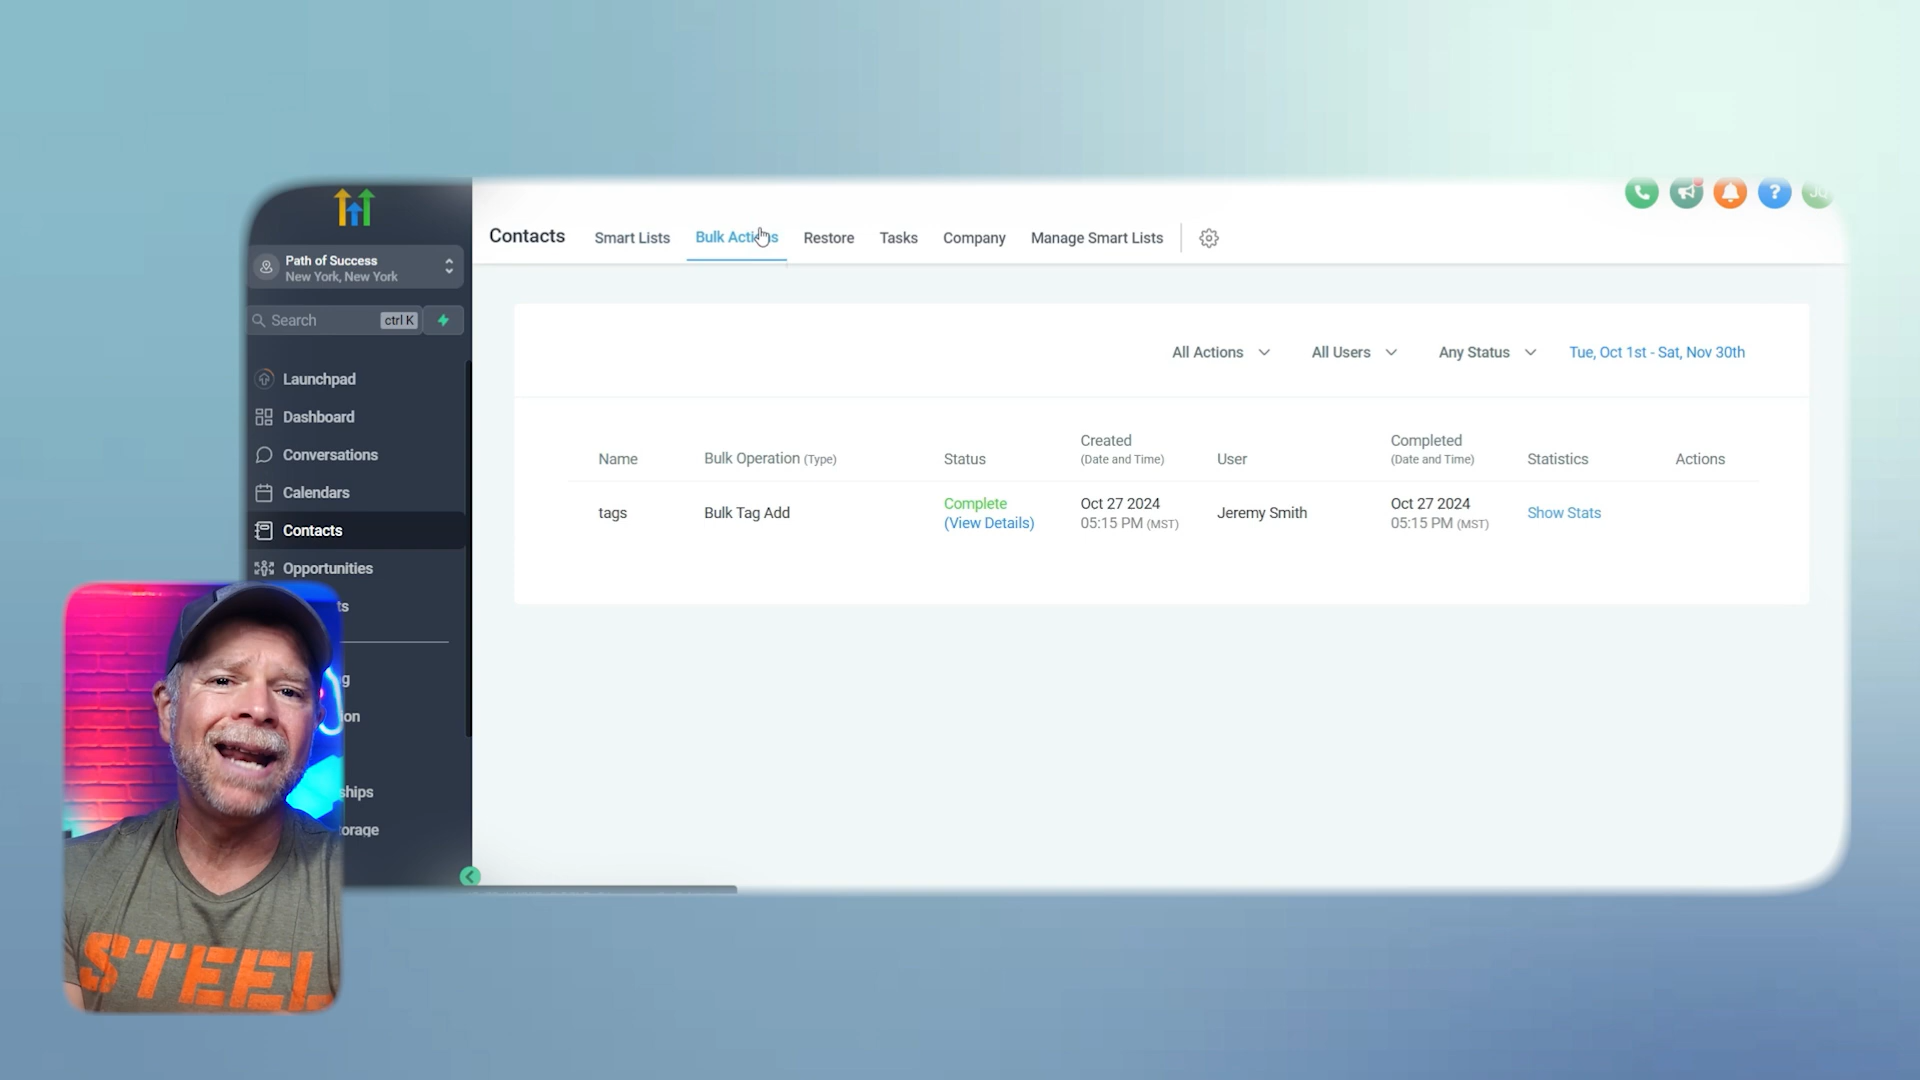 Path of Success
New York, New York
Search ctrl K
Launchpad
Dashboard
Conversations
Calendars
Contacts
Opportunities
ts
g
ion
ships
orage
Contacts Smart Lists Bulk Actions Restore Tasks Company Manage Smart Lists
?
All Actions All Users Any Status Tue, Oct 1st - Sat, Nov 30th
Name Bulk Operation (Type) Status Created (Date and Time) User Completed (Date and Time) Statistics Actions
tags Bulk Tag Add Complete (View Details) Oct 27 2024 05:15 PM (MST) Jeremy Smith Oct 27 2024 05:15 PM (MST) Show Stats
STEEL